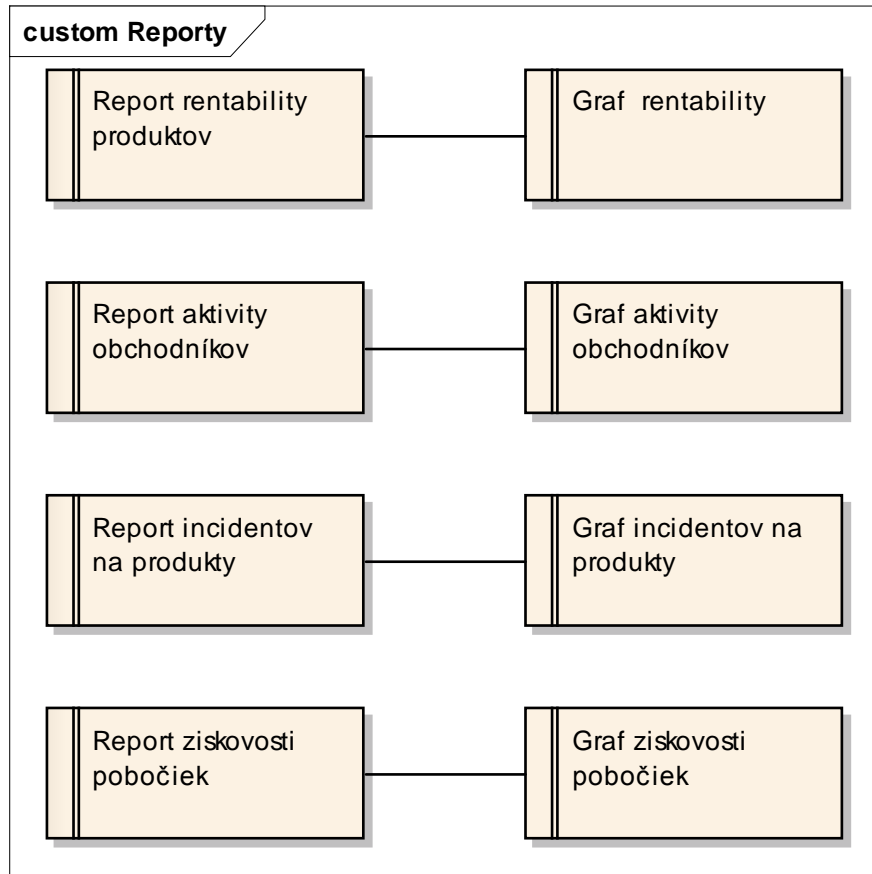 custom Reporty
Report rentability
produktov
Graf rentability
Report aktivity
obchodníkov
Graf aktivity
obchodníkov
Report incidentov
na produkty
Graf incidentov na
produkty
Report ziskovosti
pobočiek
Graf ziskovosti
pobočiek